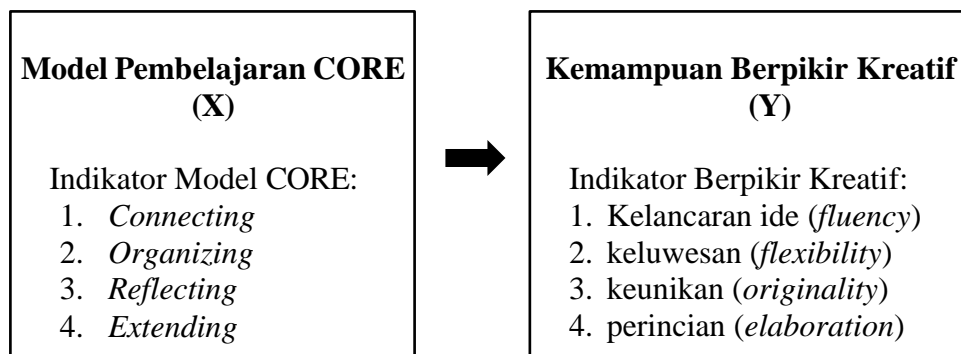 Model Pembelajaran CORE
(X)
Indikator Model CORE:
1. Connecting
2. Organizing
3. Reflecting
4. Extending
Kemampuan Berpikir Kreatif
(Y)
Indikator Berpikir Kreatif:
1. Kelancaran ide (fluency)
2. keluwesan (flexibility)
3. keunikan (originality)
4. perincian (elaboration)